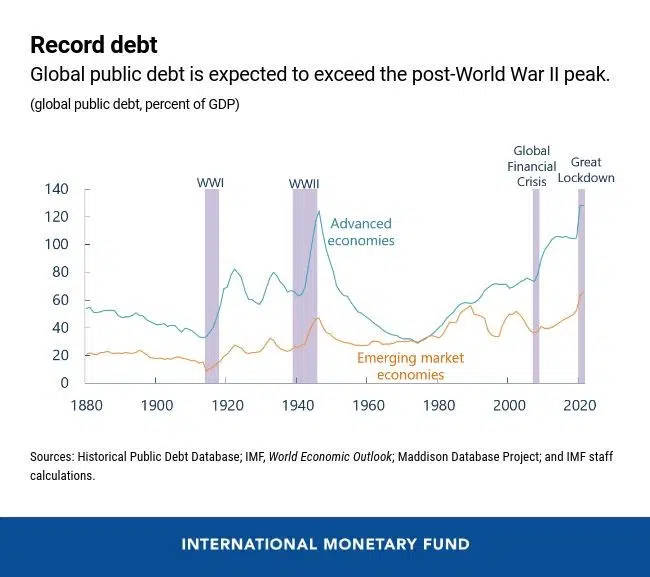 Record debt
Global public debt is expected to exceed the post-World War II peak.
(global public debt, percent of GDP)
Global
Financial
Crisis
Great
Lockdown
WWI
WWII
140
120
100
80
60
40
20
0
Advanced
economies
Emerging market
economies
1880
1900
1920
1940
1960
1980
2000
2020
Sources: Historical Public Debt Database; IMF, World Economic Outlook; Maddison Database Project; and IMF staff
calculations.
INTERNATIONAL MONETARY FUND